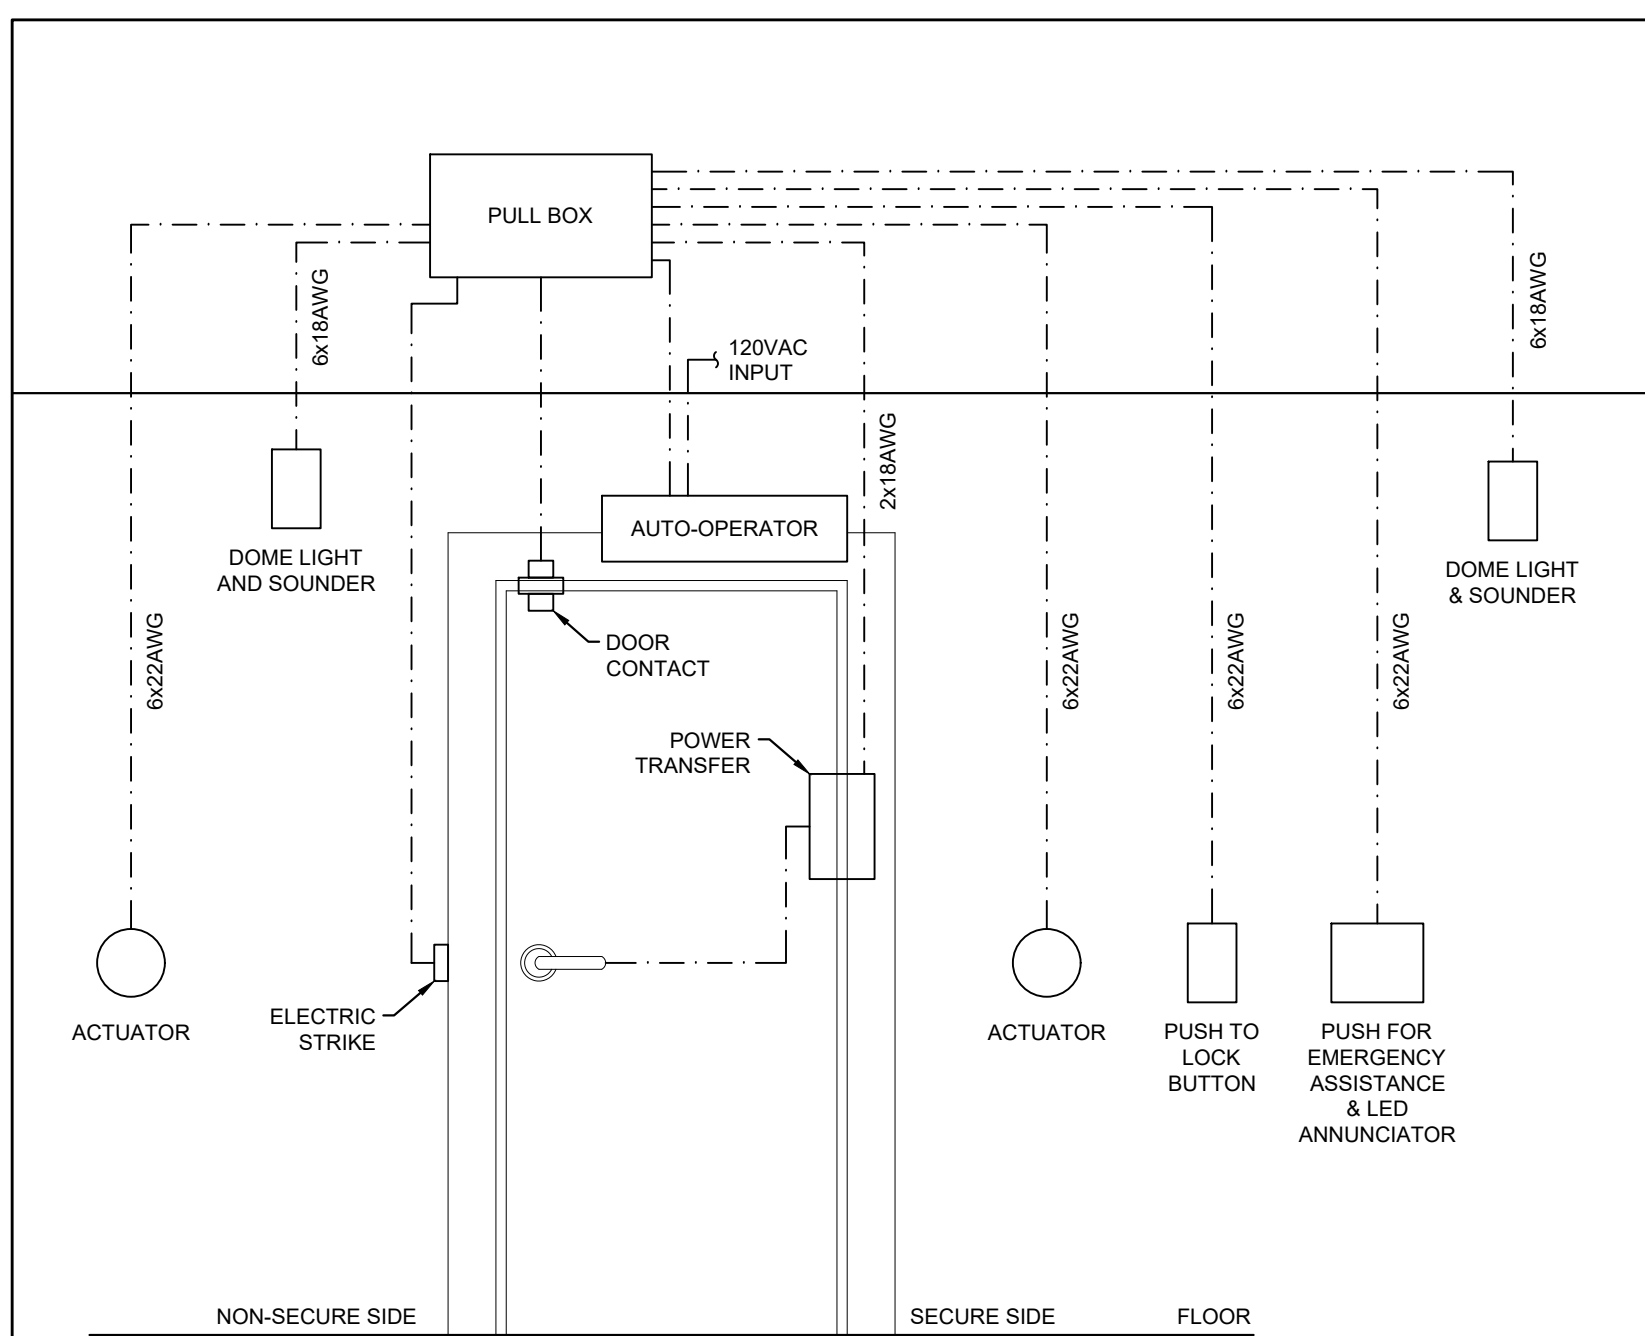 PULL BOX
6x18AWG
6x18AWG
120VAC
INPUT
2x18AWG
AUTO-OPERATOR
DOME LIGHT
AND SOUNDER
DOME LIGHT
& SOUNDER
6x22AWG
DOOR
CONTACT
6x22AWG
6x22AWG
6x22AWG
POWER
TRANSFER
ACTUATOR
ELECTRIC
STRIKE
ACTUATOR
PUSH TO
LOCK
BUTTON
PUSH FOR
EMERGENCY
ASSISTANCE
& LED
ANNUNCIATOR
NON-SECURE SIDE
SECURE SIDE
FLOOR